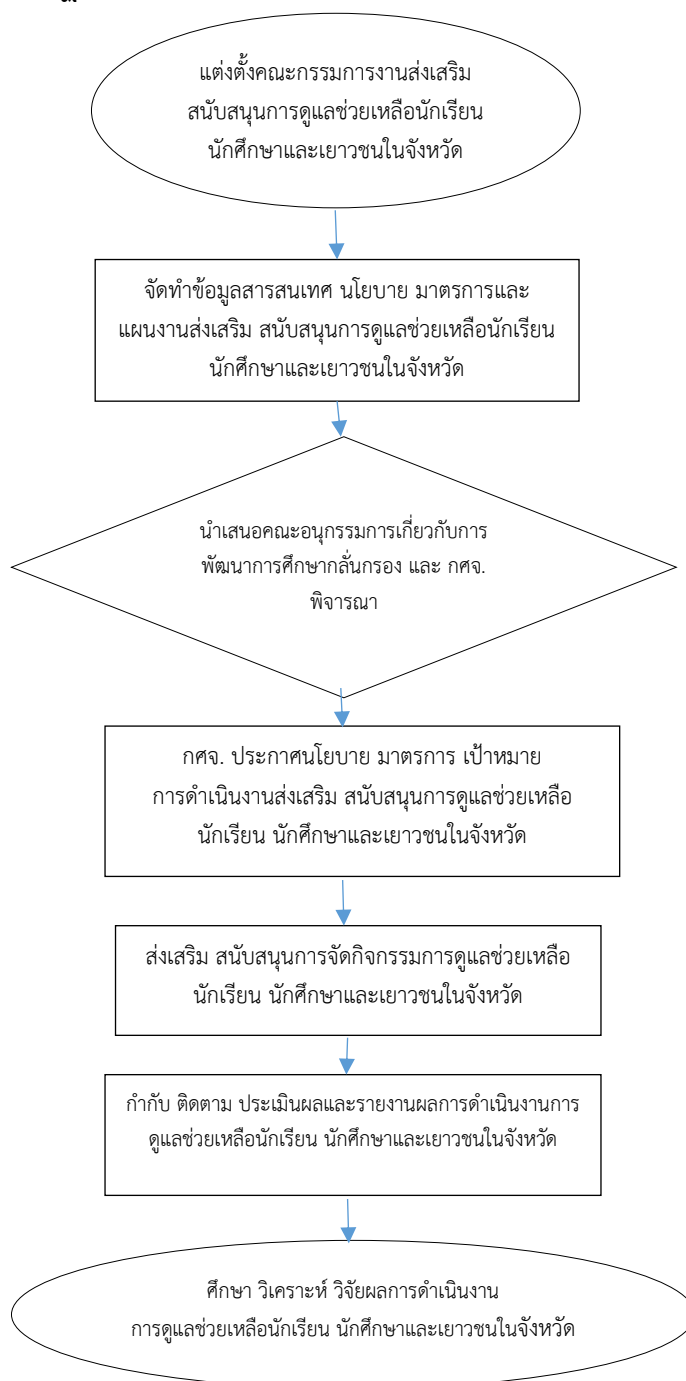 แต่งตั้งคณะกรรมการงานส่งเสริม
สนับสนุนการดูแลช่วยเหลือนักเรียน
นักศึกษาและเยาวชนในจังหวัด
จัดทำข้อมูลสารสนเทศ นโยบาย มาตรการและ
แผนงานส่งเสริม สนับสนุนการดูแลช่วยเหลือนักเรียน
นักศึกษาและเยาวชนในจังหวัด
นำเสนอคณะอนุกรรมการเกี่ยวกับการ
พัฒนาการศึกษากลั่นกรอง และ กศจ.
พิจารณา
กศจ. ประกาศนโยบาย มาตรการ เป้าหมาย
การดำเนินงานส่งเสริม สนับสนุนการดูแลช่วยเหลือ
นักเรียน นักศึกษาและเยาวชนในจังหวัด
ส่งเสริม สนับสนุนการจัดกิจกรรมการดูแลช่วยเหลือ
นักเรียน นักศึกษาและเยาวชนในจังหวัด
กำกับ ติดตาม ประเมินผลและรายงานผลการดำเนินงานการ
ดูแลช่วยเหลือนักเรียน นักศึกษาและเยาวชนในจังหวัด
ศึกษา วิเคราะห์ วิจัยผลการดำเนินงาน
การดูแลช่วยเหลือนักเรียน นักศึกษาและเยาวชนในจังหวัด